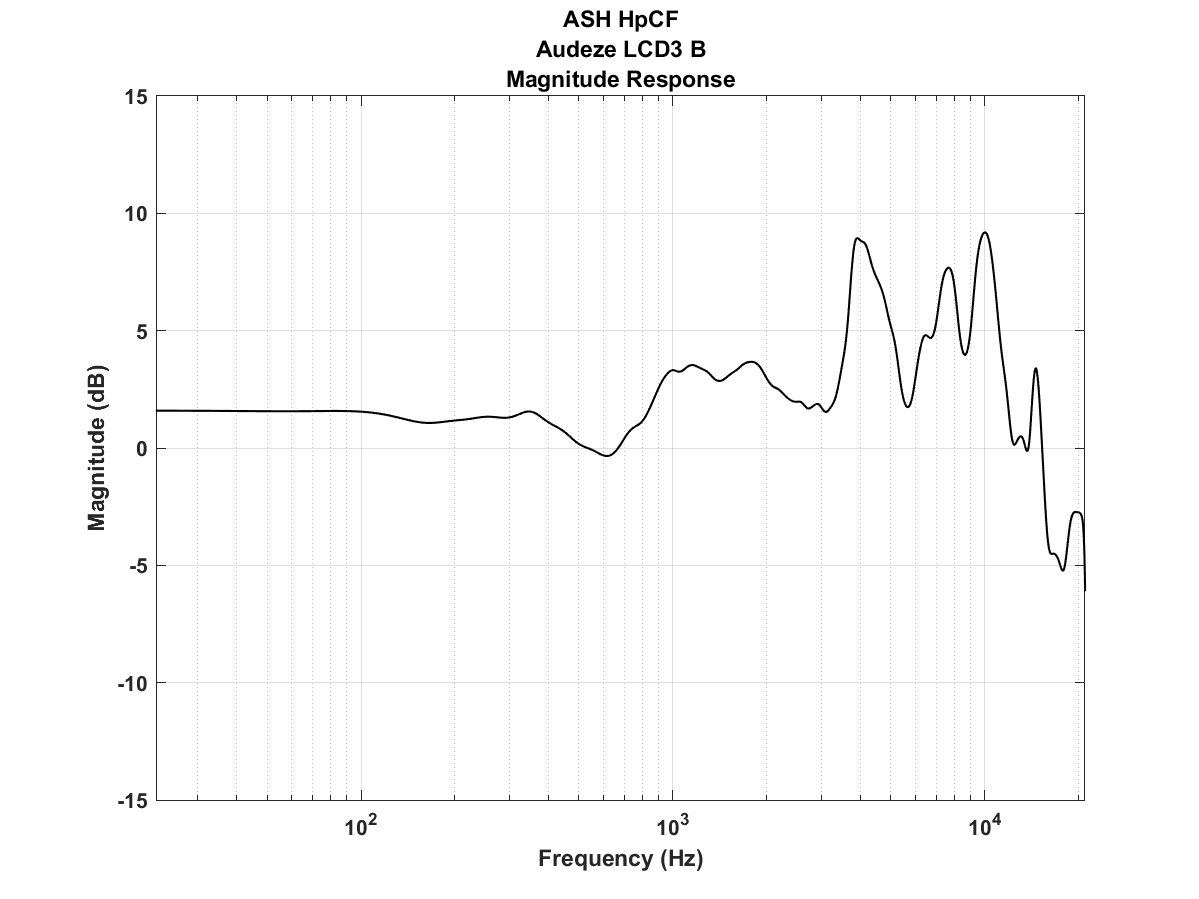 ASH HpCF
Audeze LCD3 B
Magnitude Response
15
10
5
0
-5
-10
-15
Magnitude (dB)
10² 10³ 10⁴
Frequency (Hz)